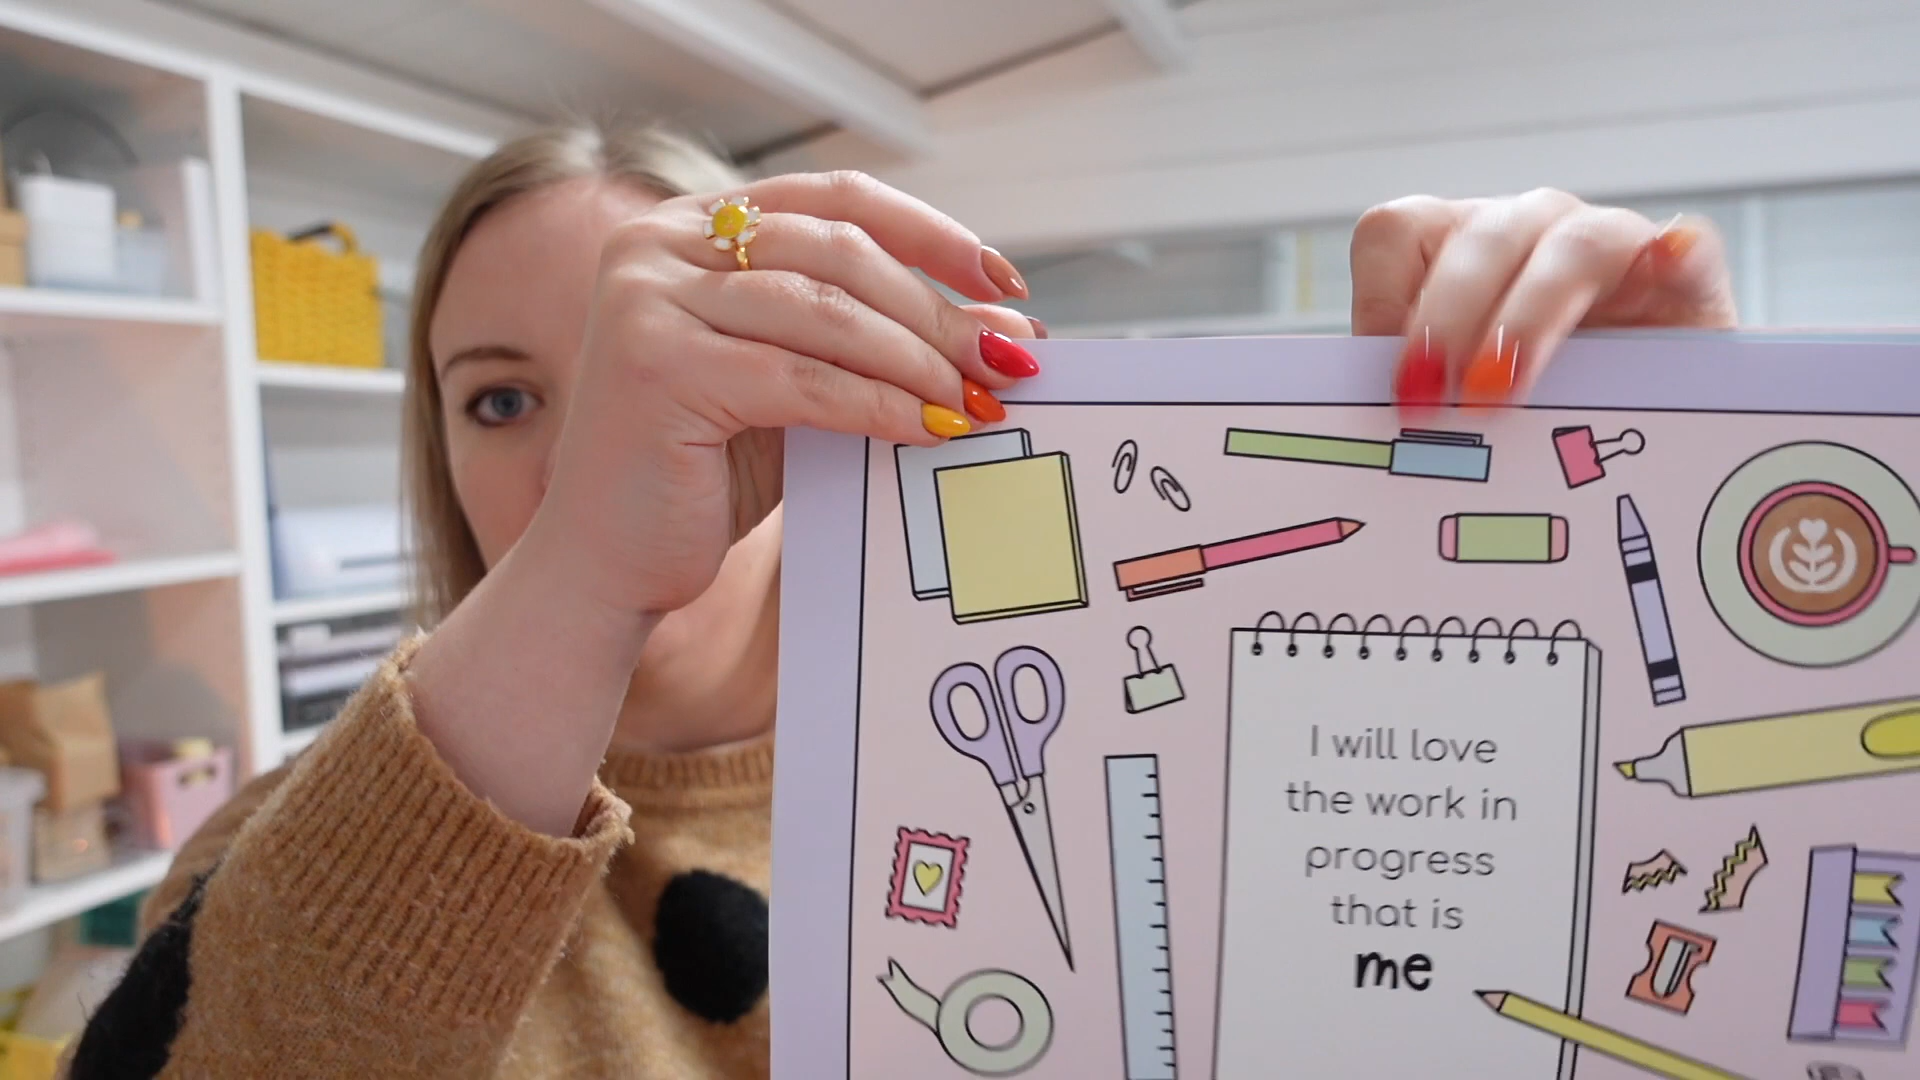 I will love
the work in
progress
that is
me